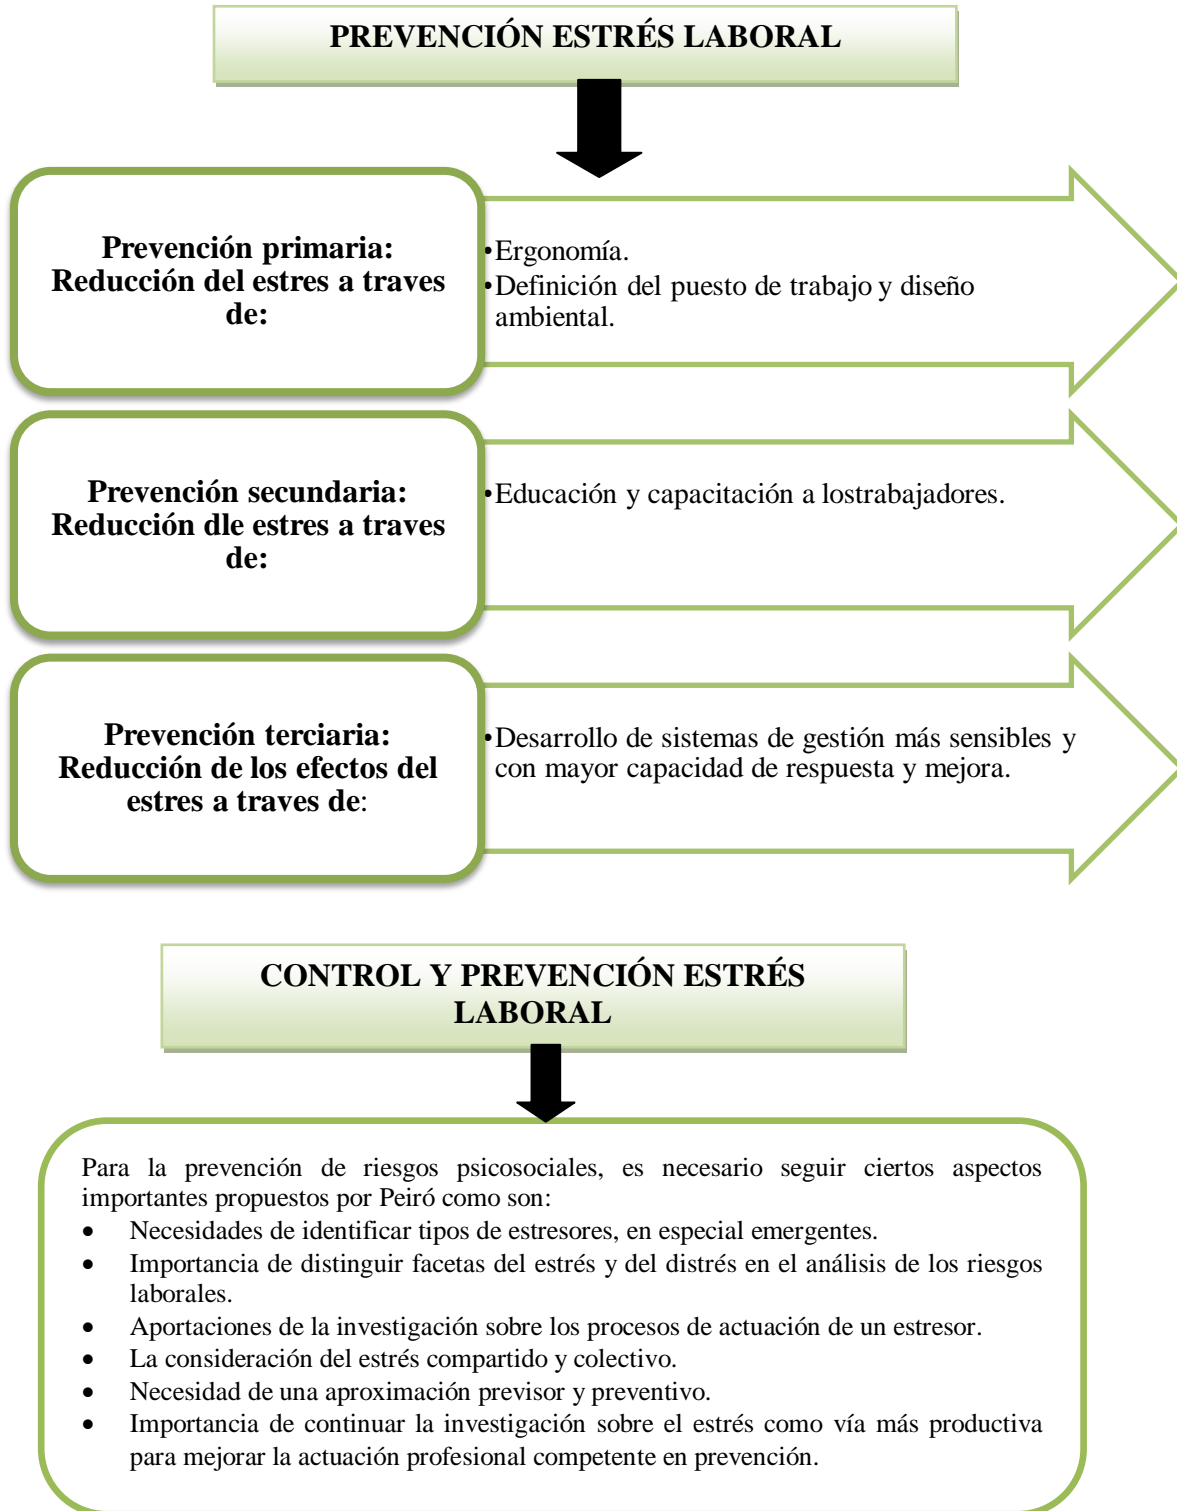 PREVENCIÓN ESTRÉS LABORAL
Prevención primaria:
Reducción del estres a traves
de:
•Ergonomía.
•Definición del puesto de trabajo y diseño
ambiental.
Prevención secundaria:
Reducción dle estres a traves
de:
•Educación y capacitación a lostrabajadores.
Prevención terciaria:
Reducción de los efectos del
estres a traves de:
•Desarrollo de sistemas de gestión más sensibles y
con mayor capacidad de respuesta y mejora.
CONTROL Y PREVENCIÓN ESTRÉS
LABORAL
Para la prevención de riesgos psicosociales, es necesario seguir ciertos aspectos
importantes propuestos por Peiró como son:
• Necesidades de identificar tipos de estresores, en especial emergentes.
• Importancia de distinguir facetas del estrés y del distrés en el análisis de los riesgos
laborales.
• Aportaciones de la investigación sobre los procesos de actuación de un estresor.
• La consideración del estrés compartido y colectivo.
• Necesidad de una aproximación previsor y preventivo.
• Importancia de continuar la investigación sobre el estrés como vía más productiva
para mejorar la actuación profesional competente en prevención.